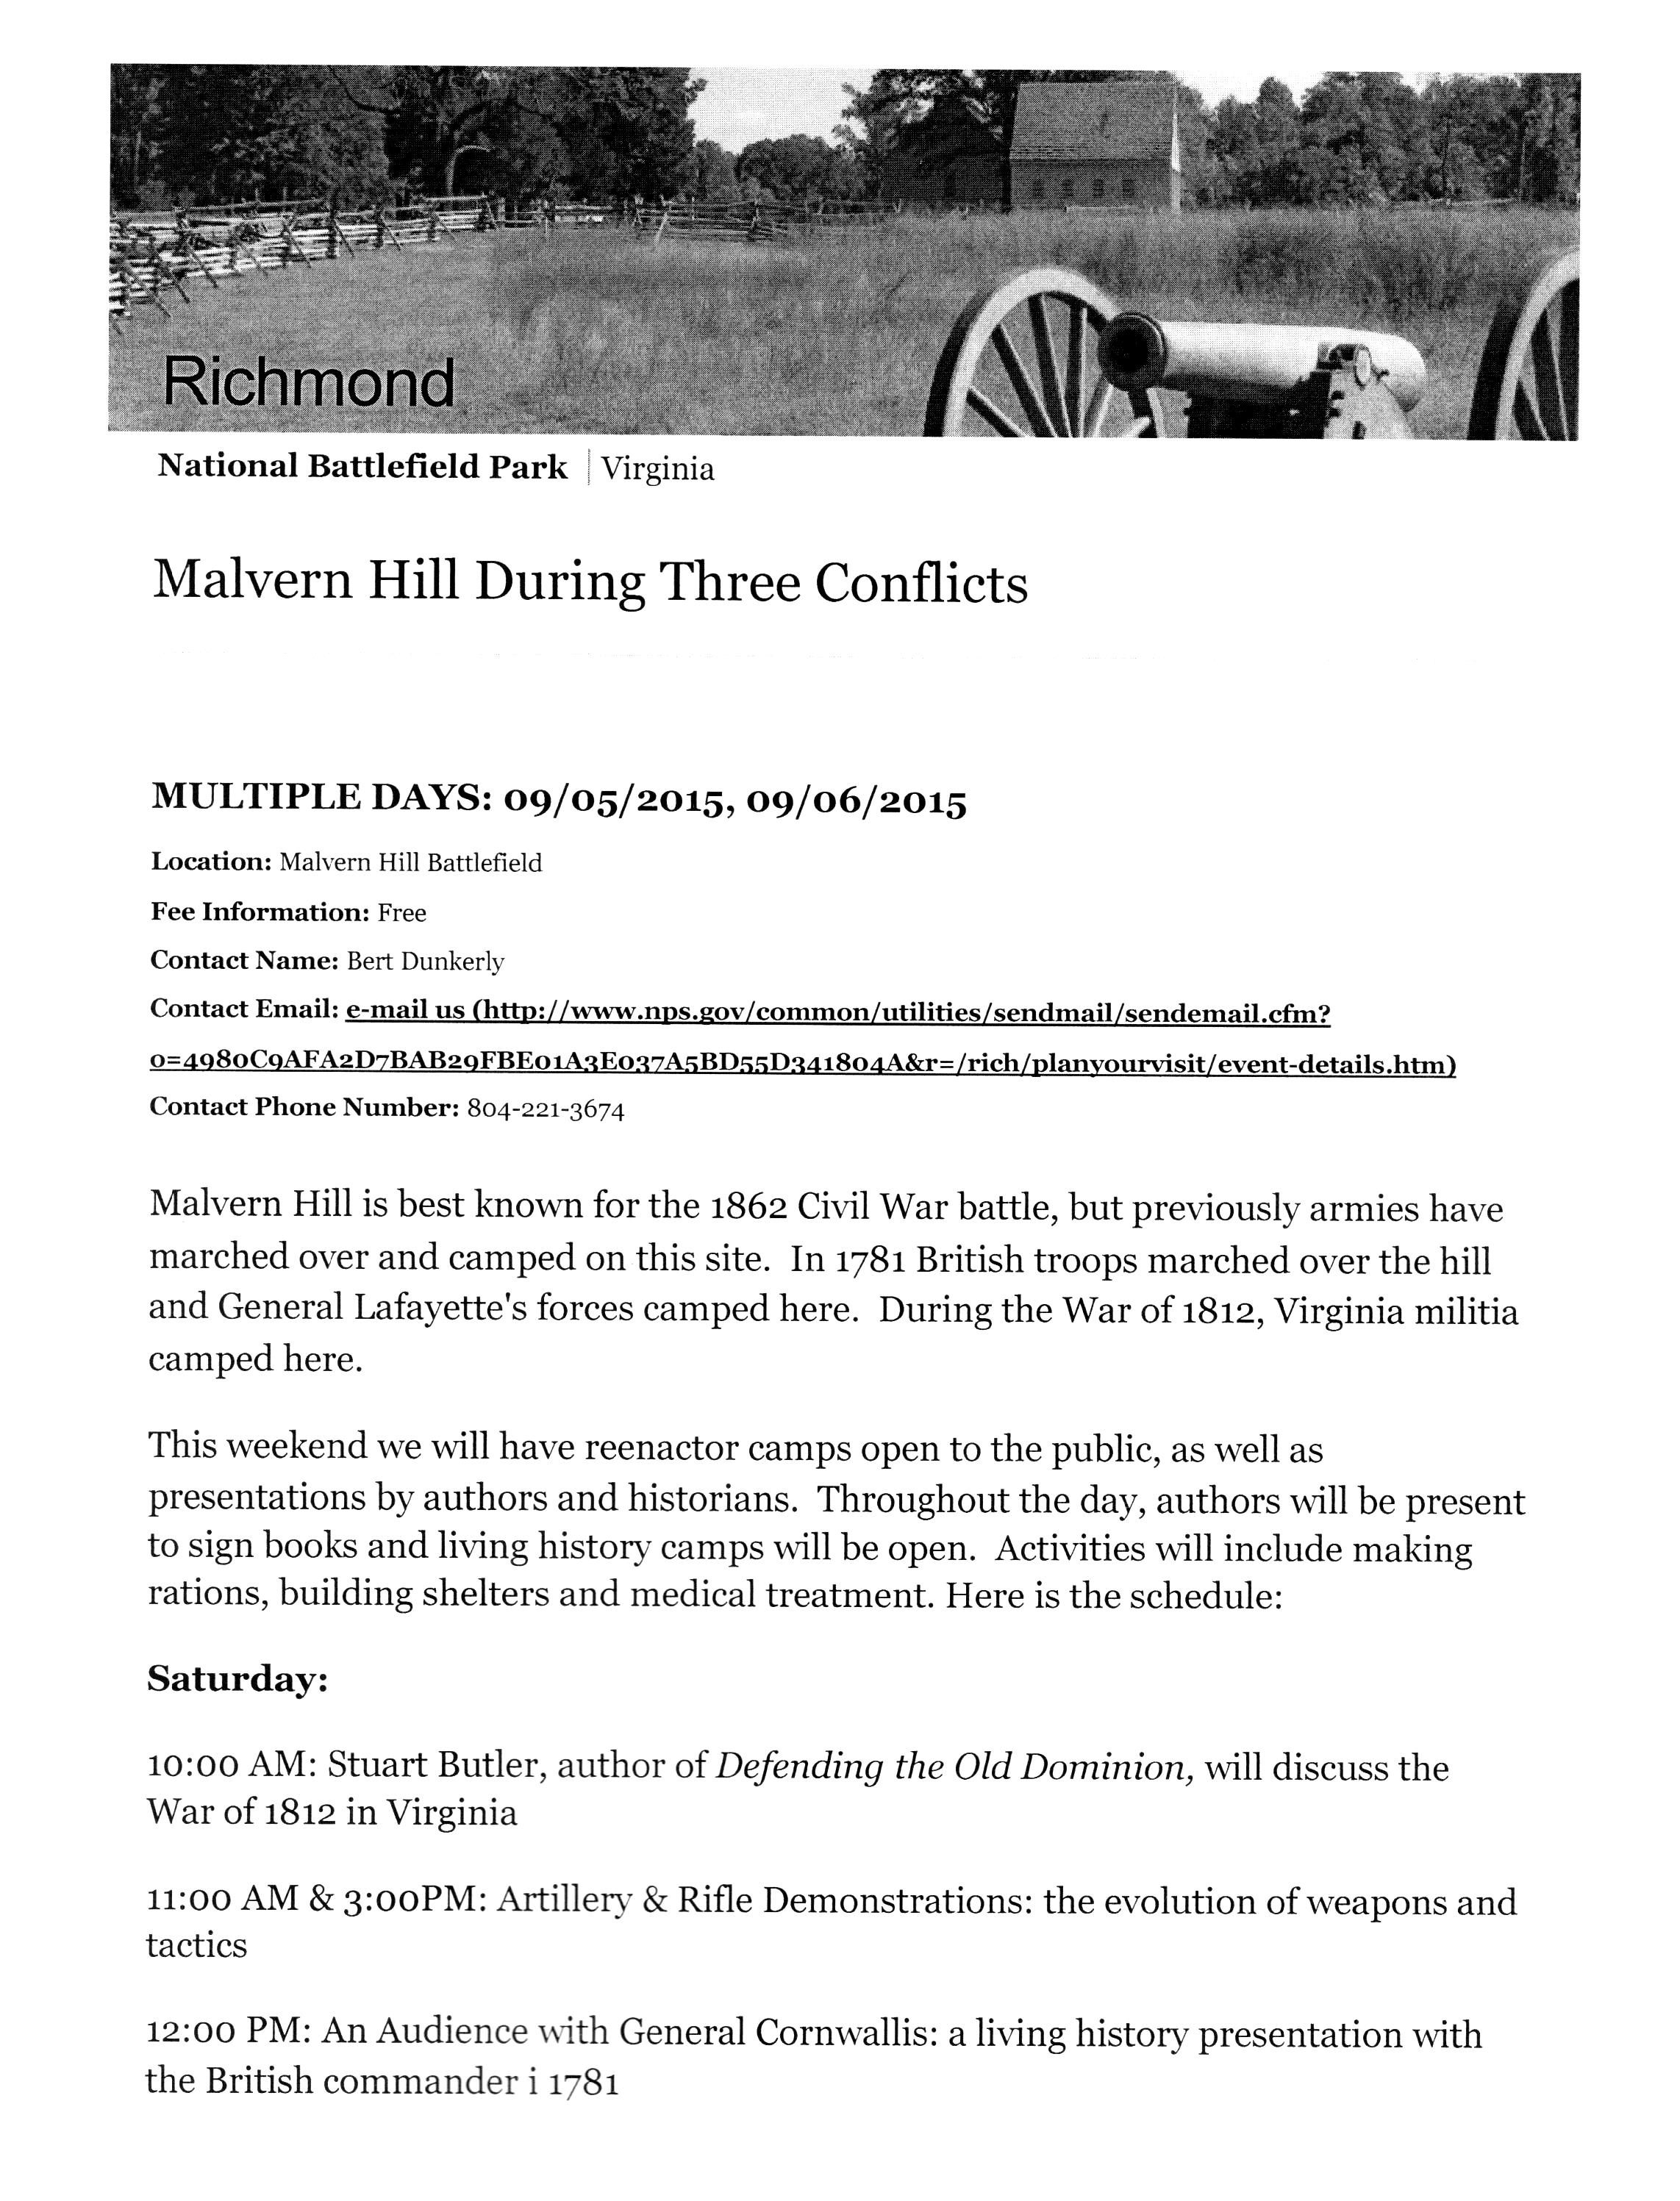 Richmond
National Battlefield Park | Virginia
Malvern Hill During Three Conflicts
MULTIPLE DAYS: 09/05/2015, 09/06/2015
Location: Malvern Hill Battlefield
Fee Information: Free
Contact Name: Bert Dunkerly
Contact Email: e-mail us (http://www.nps.gov/common/utilities/sendmail/sendemail.cfm?
o=4980C9AFA2D7BAB29FBE01A3E037A5BD55D341804A&r=/rich/planyourvisit/event-details.htm)
Contact Phone Number: 804-221-3674
Malvern Hill is best known for the 1862 Civil War battle, but previously armies have
marched over and camped on this site.  In 1781 British troops marched over the hill
and General Lafayette's forces camped here.  During the War of 1812, Virginia militia
camped here.
This weekend we will have reenactor camps open to the public, as well as
presentations by authors and historians.  Throughout the day, authors will be present
to sign books and living history camps will be open.  Activities will include making
rations, building shelters and medical treatment. Here is the schedule:
Saturday:
10:00 AM: Stuart Butler, author of Defending the Old Dominion, will discuss the
War of 1812 in Virginia
11:00 AM & 3:00PM: Artillery & Rifle Demonstrations: the evolution of weapons and
tactics
12:00 PM: An Audience with General Cornwallis: a living history presentation with
the British commander i 1781